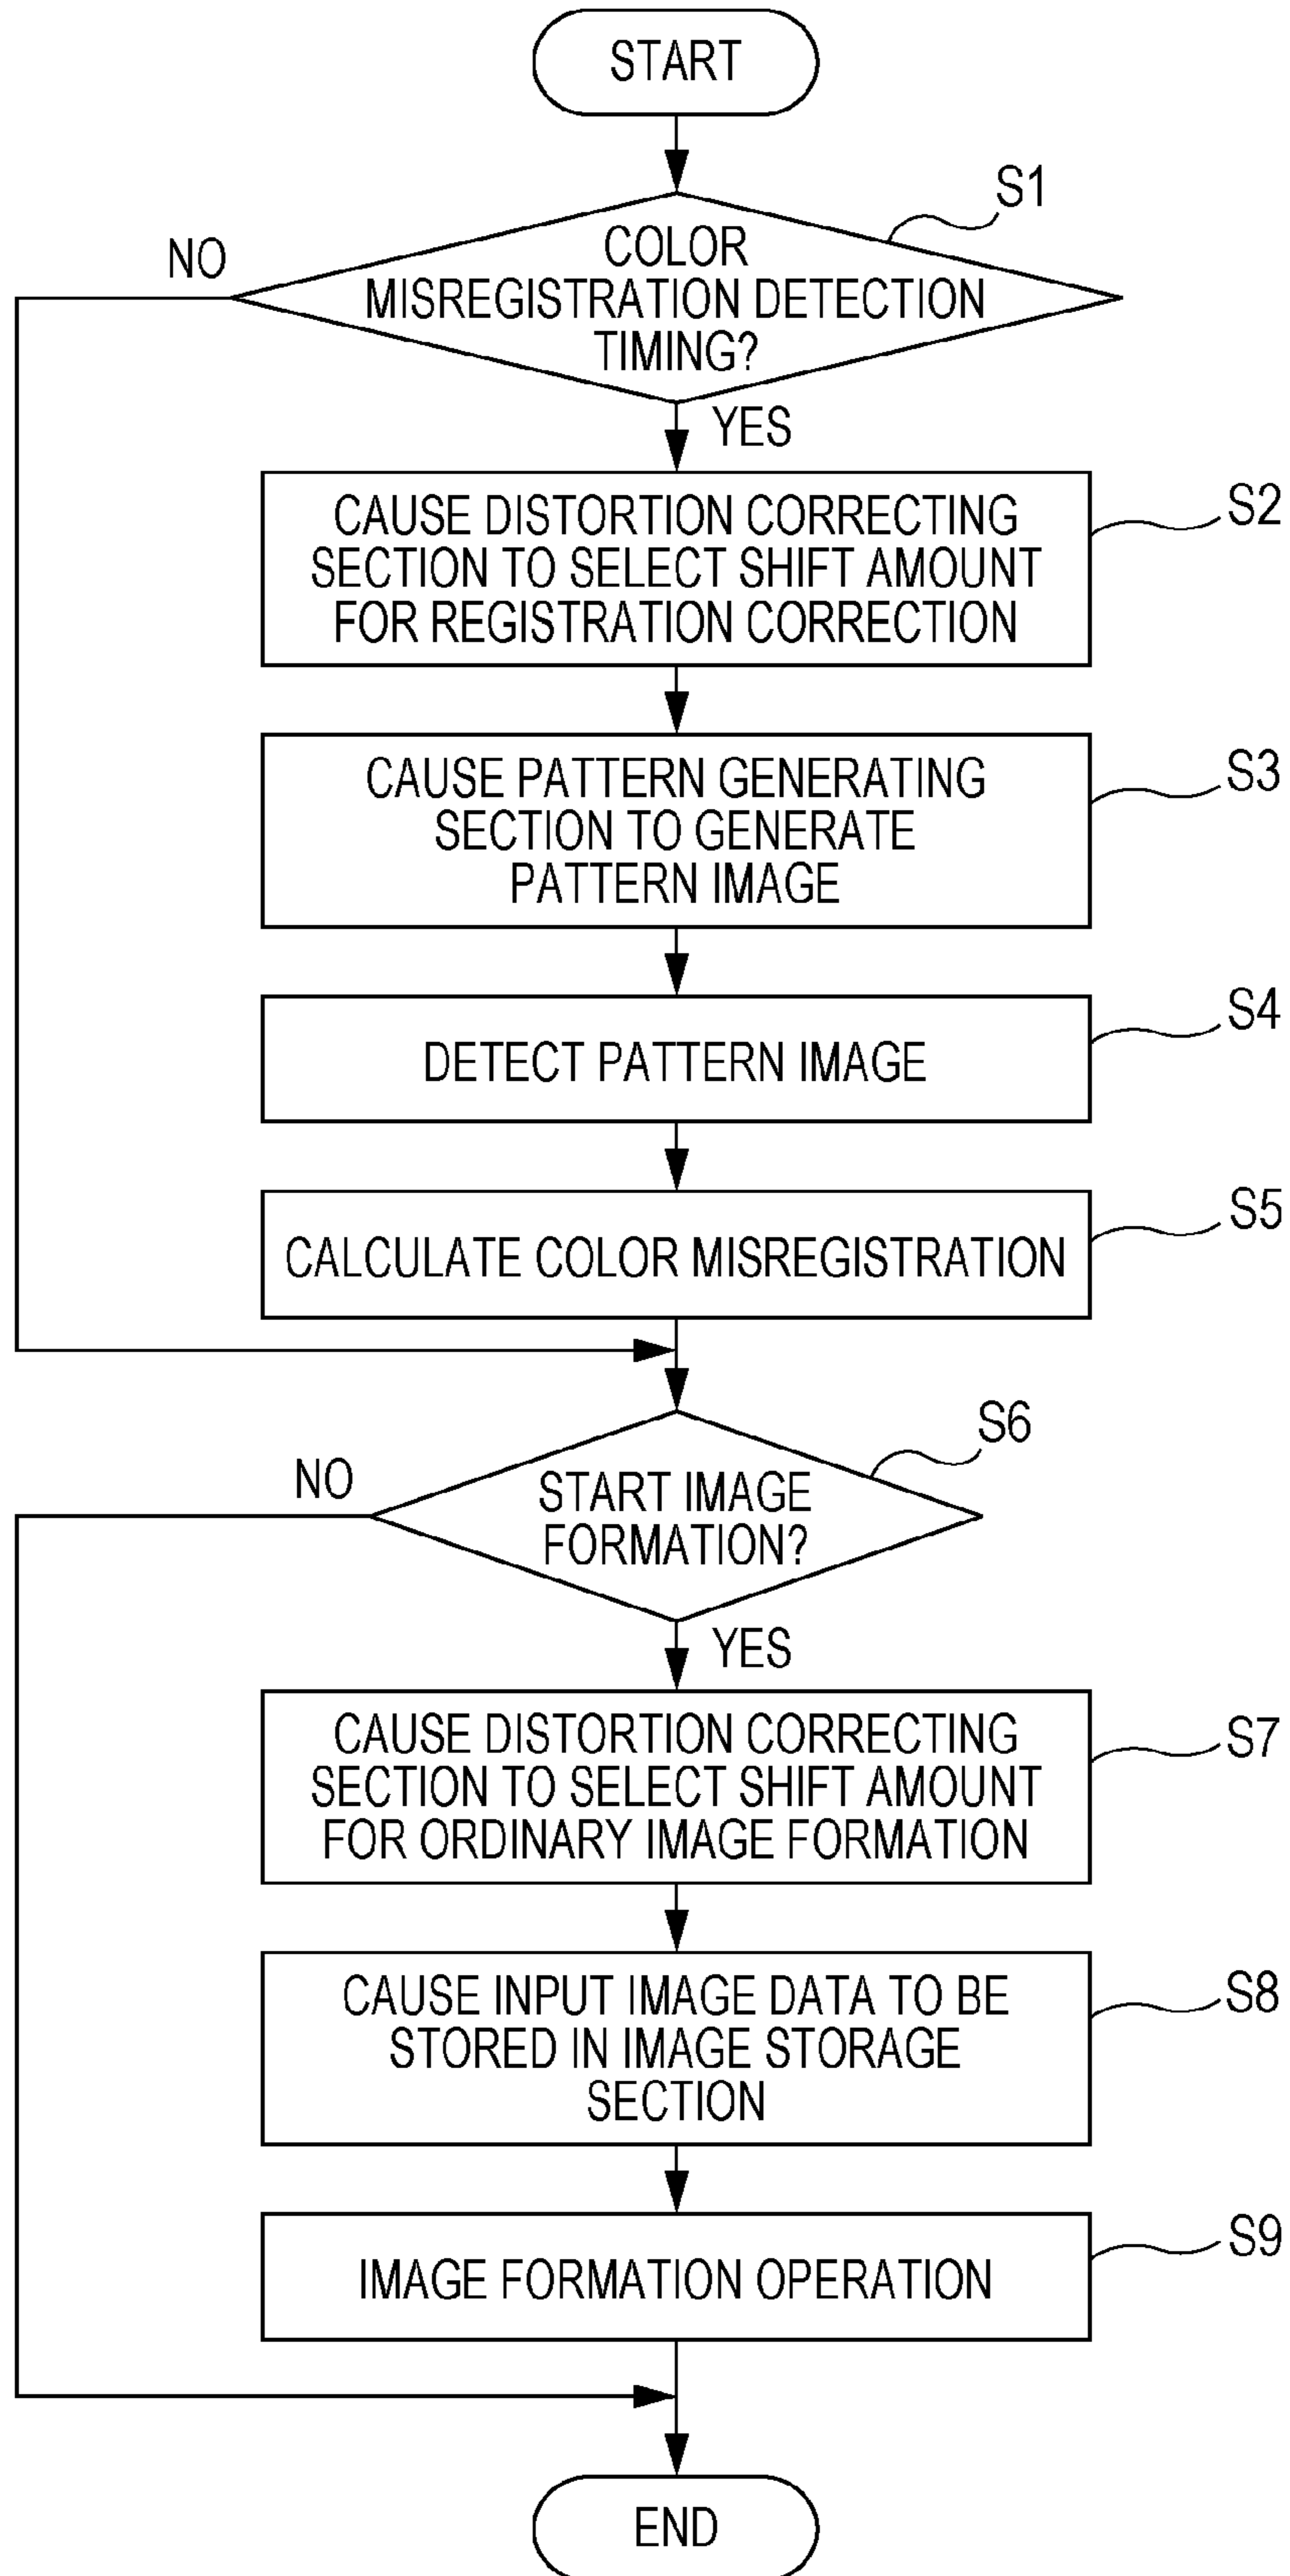 START
S1
COLOR
NO
MISREGISTRATION DETECTION
TIMING?
YES
S2
CAUSE DISTORTION CORRECTING
SECTION TO SELECT SHIFT AMOUNT
FOR REGISTRATION CORRECTION
S3
CAUSE PATTERN GENERATING
SECTION TO GENERATE
PATTERN IMAGE
S4
DETECT PATTERN IMAGE
S5
CALCULATE COLOR MISREGISTRATION
S6
NO
START IMAGE
FORMATION?
YES
S7
CAUSE DISTORTION CORRECTING
SECTION TO SELECT SHIFT AMOUNT
FOR ORDINARY IMAGE FORMATION
S8
CAUSE INPUT IMAGE DATA TO BE
STORED IN IMAGE STORAGE
SECTION
S9
IMAGE FORMATION OPERATION
END